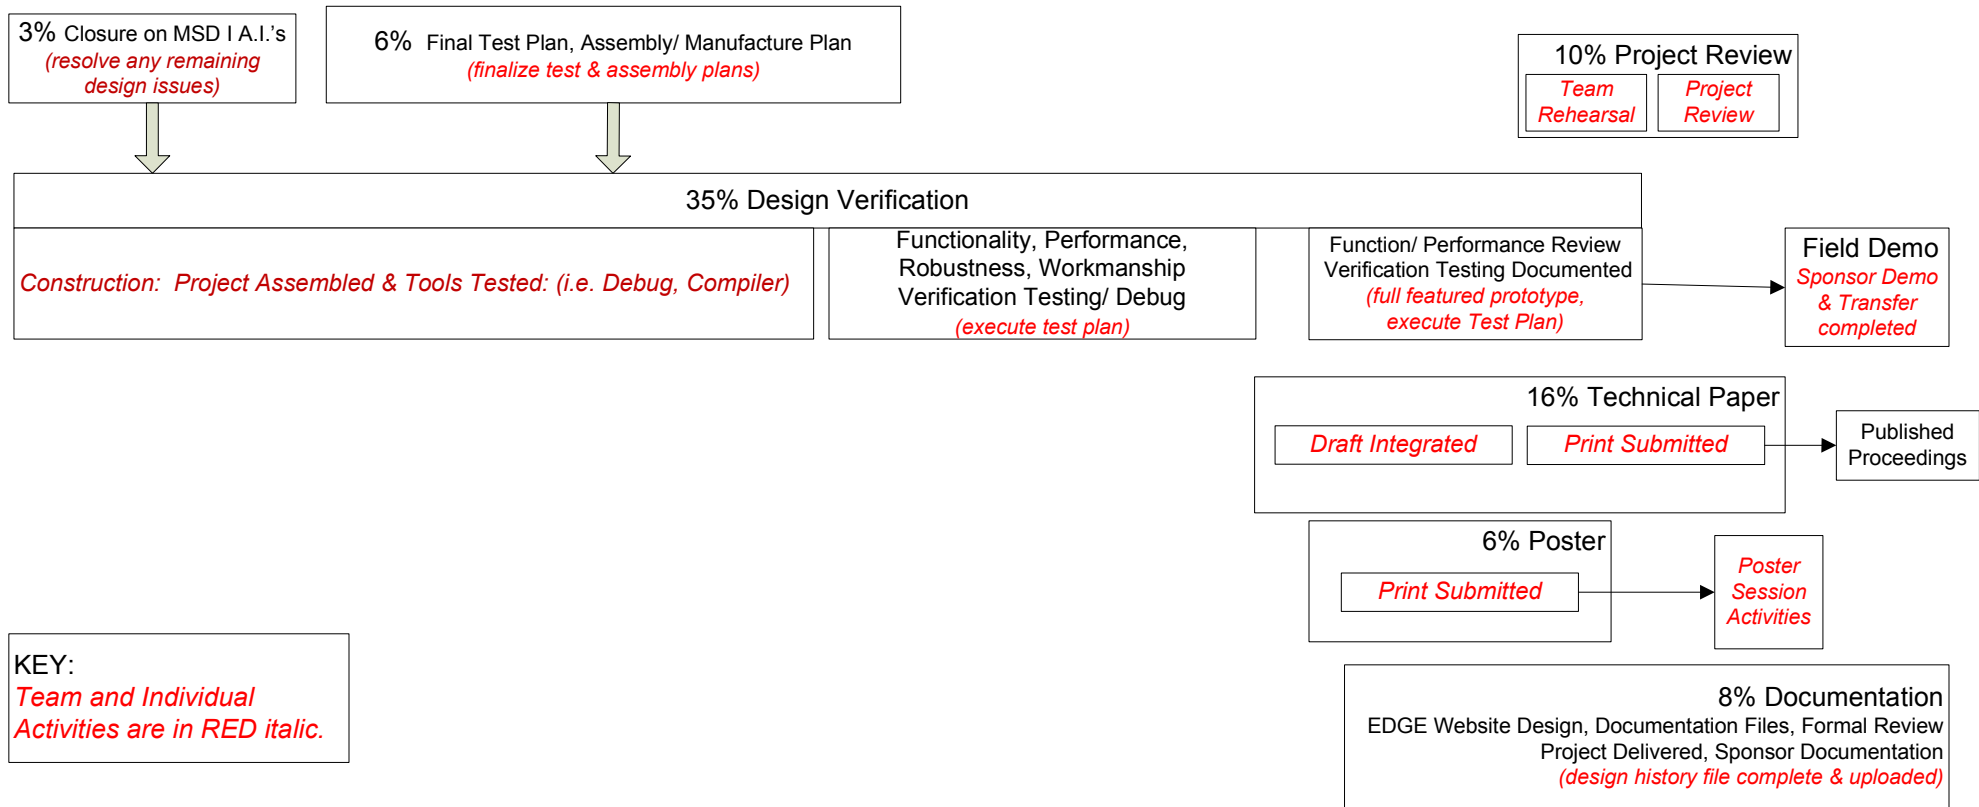 3% Closure on MSD I A.I.'s
(resolve any remaining
design issues)
6% Final Test Plan, Assembly/ Manufacture Plan
(finalize test & assembly plans)
10% Project Review
Team
Rehearsal
Project
Review
35% Design Verification
Construction: Project Assembled & Tools Tested: (i.e. Debug, Compiler)
Functionality, Performance,
Robustness, Workmanship
Verification Testing/ Debug
(execute test plan)
Function/ Performance Review
Verification Testing Documented
(full featured prototype,
execute Test Plan)
Field Demo
Sponsor Demo
& Transfer
completed
16% Technical Paper
Draft Integrated
Print Submitted
Published
Proceedings
6% Poster
Print Submitted
Poster
Session
Activities
KEY:
Team and Individual
Activities are in RED italic.
8% Documentation
EDGE Website Design, Documentation Files, Formal Review
Project Delivered, Sponsor Documentation
(design history file complete & uploaded)